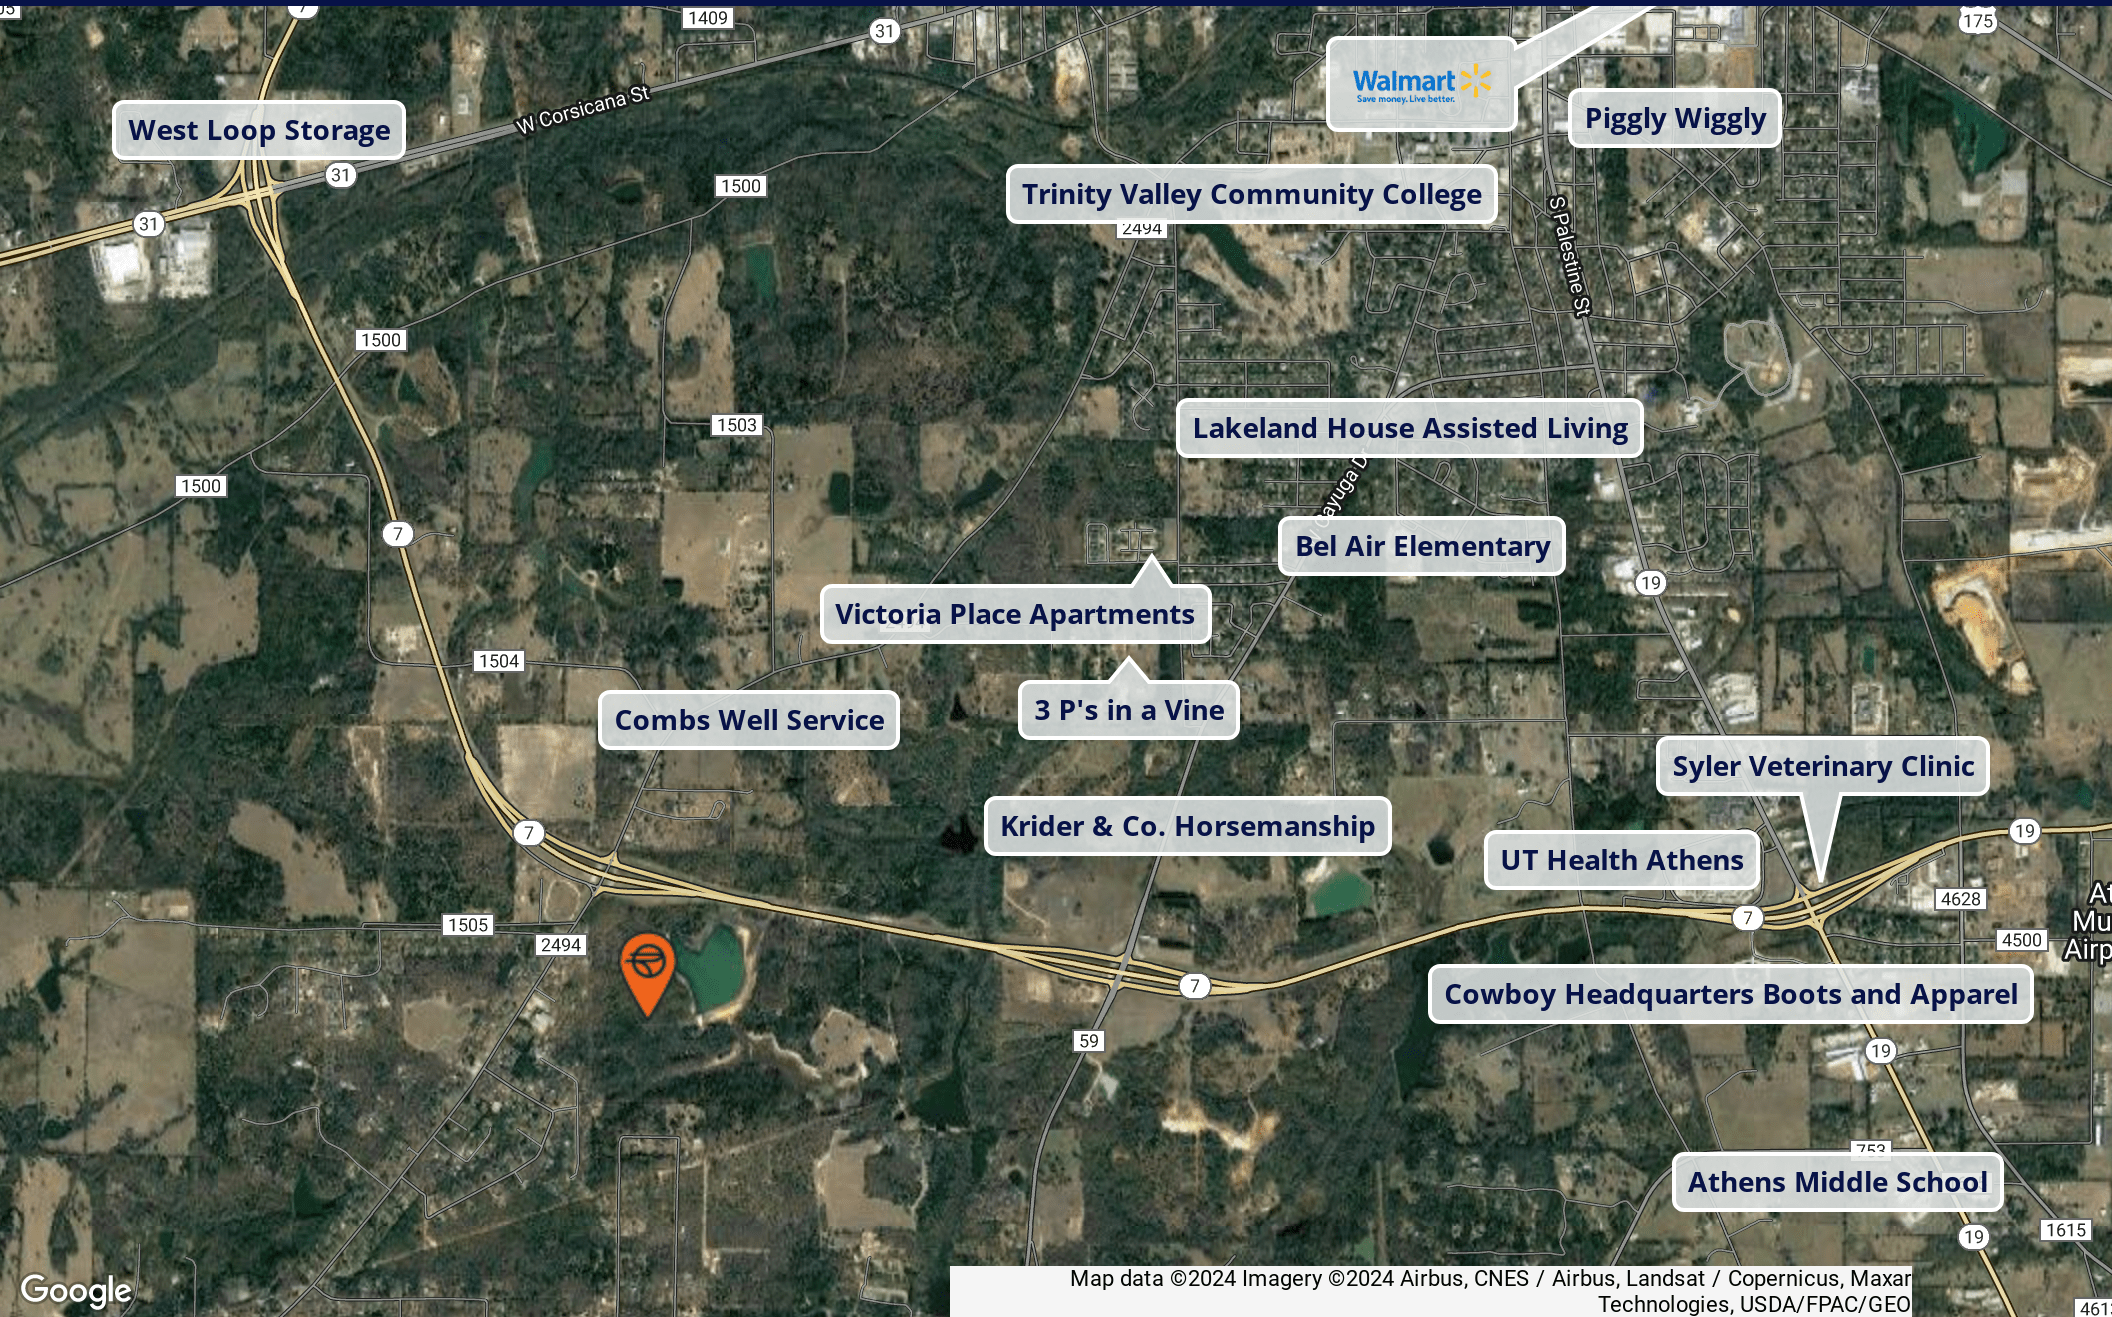 7
1409
31
175
Walmart
Save money. Live better.
Piggly Wiggly
West Loop Storage
W Corsicana St
31
1500
Trinity Valley Community College
31
2494
S Palestine St
1500
1503
Lakeland House Assisted Living
1500
7
Bel Air Elementary
19
Victoria Place Apartments
1504
Combs Well Service
3 P's in a Vine
Syler Veterinary Clinic
7
Krider & Co. Horsemanship
UT Health Athens
19
4628
7
1505
2494
4500
7
Cowboy Headquarters Boots and Apparel
59
19
753
Athens Middle School
1615
19
Google
Map data ©2024 Imagery ©2024 Airbus, CNES / Airbus, Landsat / Copernicus, Maxar
Technologies, USDA/FPAC/GEO